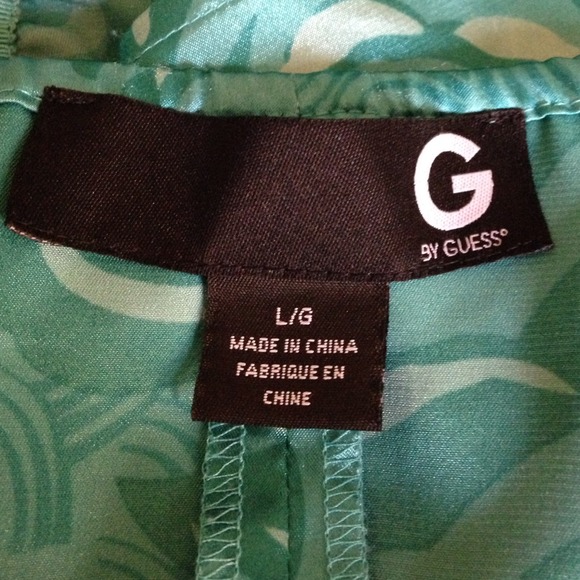 G
BY GUESS°
L/G
MADE IN CHINA
FABRIQUE EN
CHINE